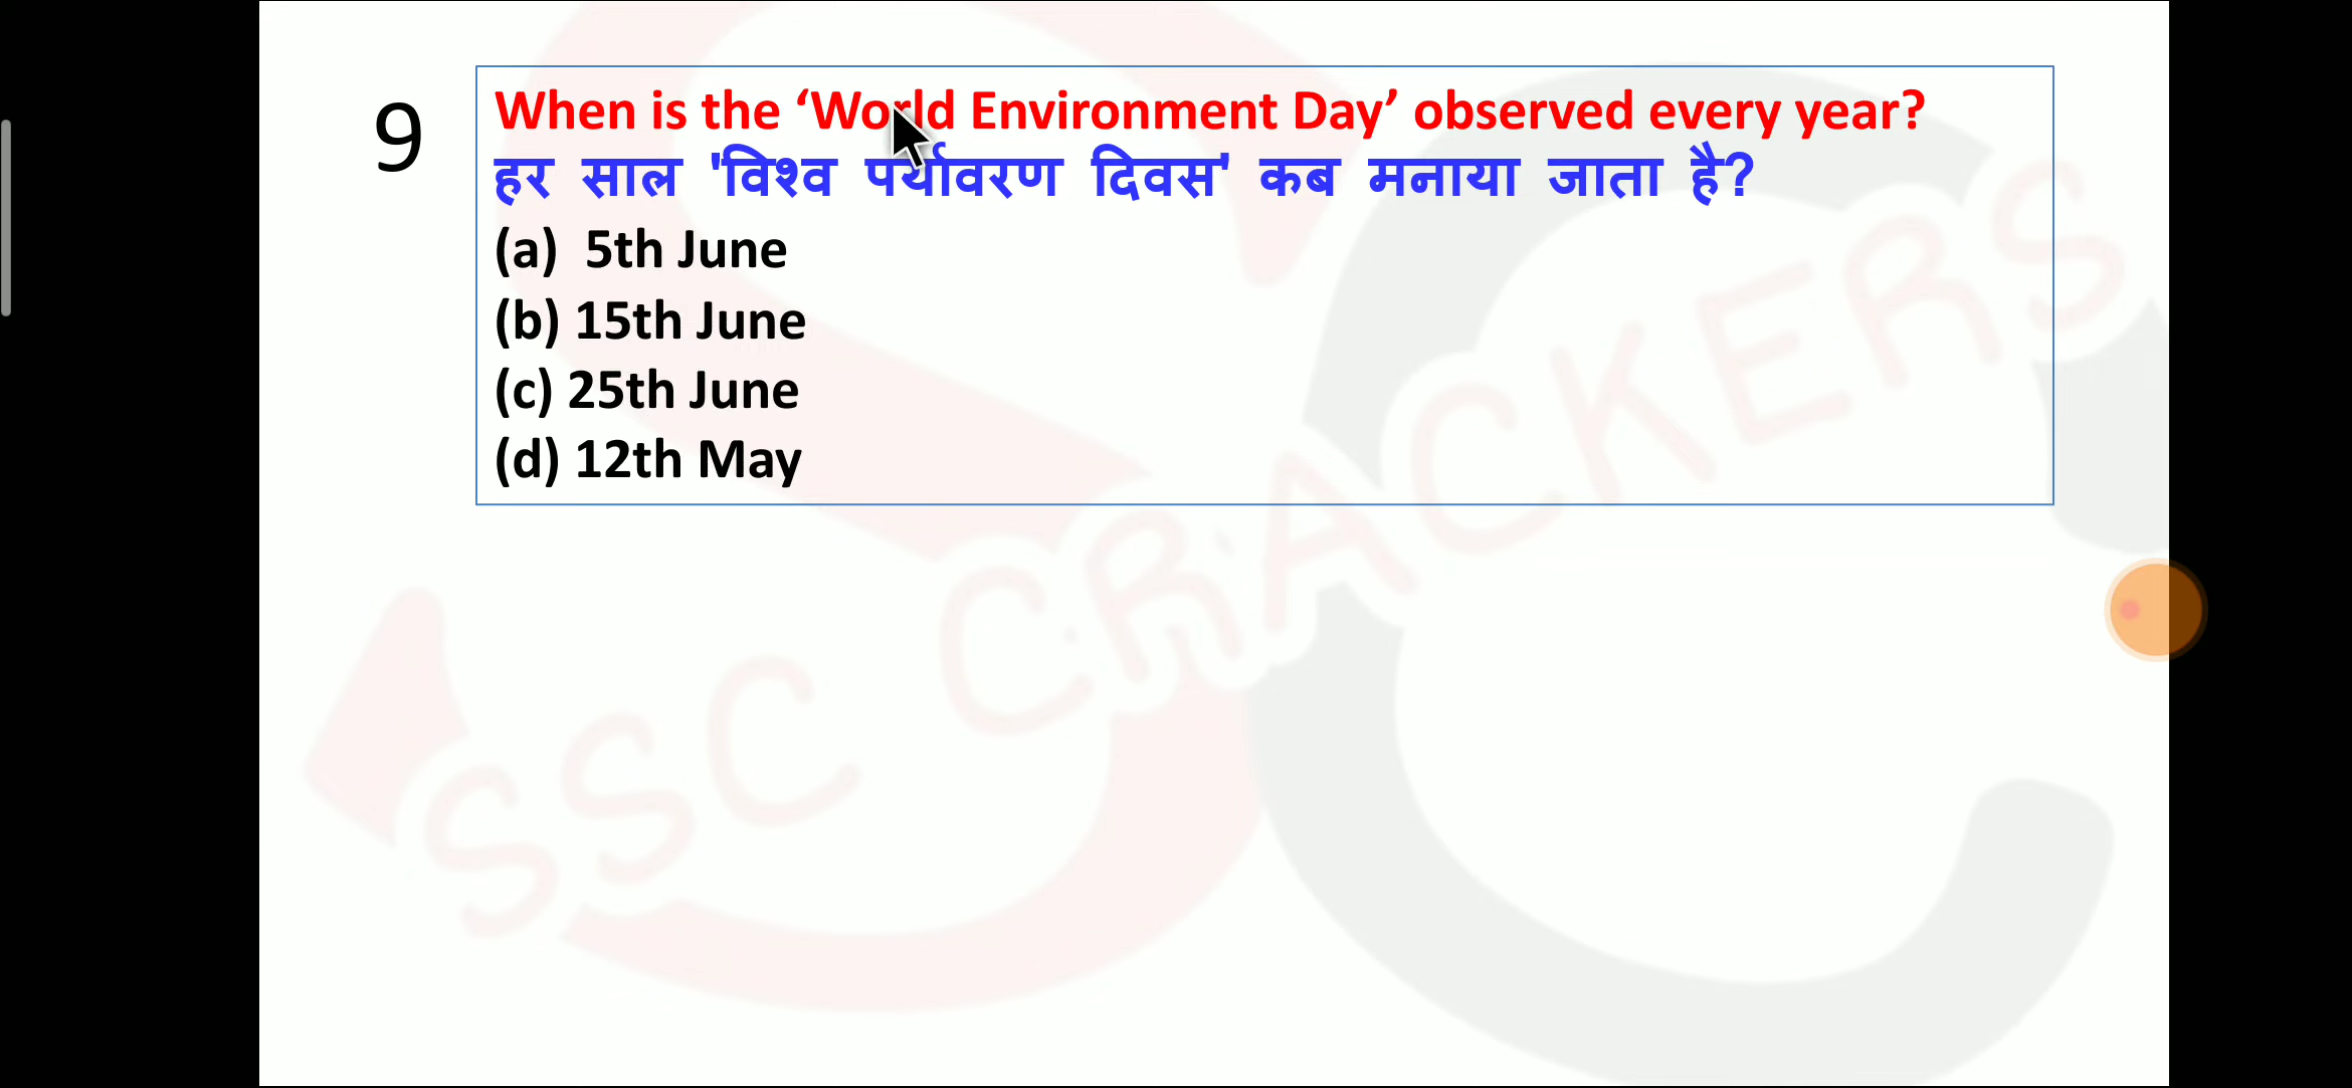 9
When is the ‘World Environment Day’ observed every year?
हर साल 'विश्व पर्यावरण दिवस' कब मनाया जाता है?
(a) 5th June
(b) 15th June
(c) 25th June
(d) 12th May
SSC CRACKERS